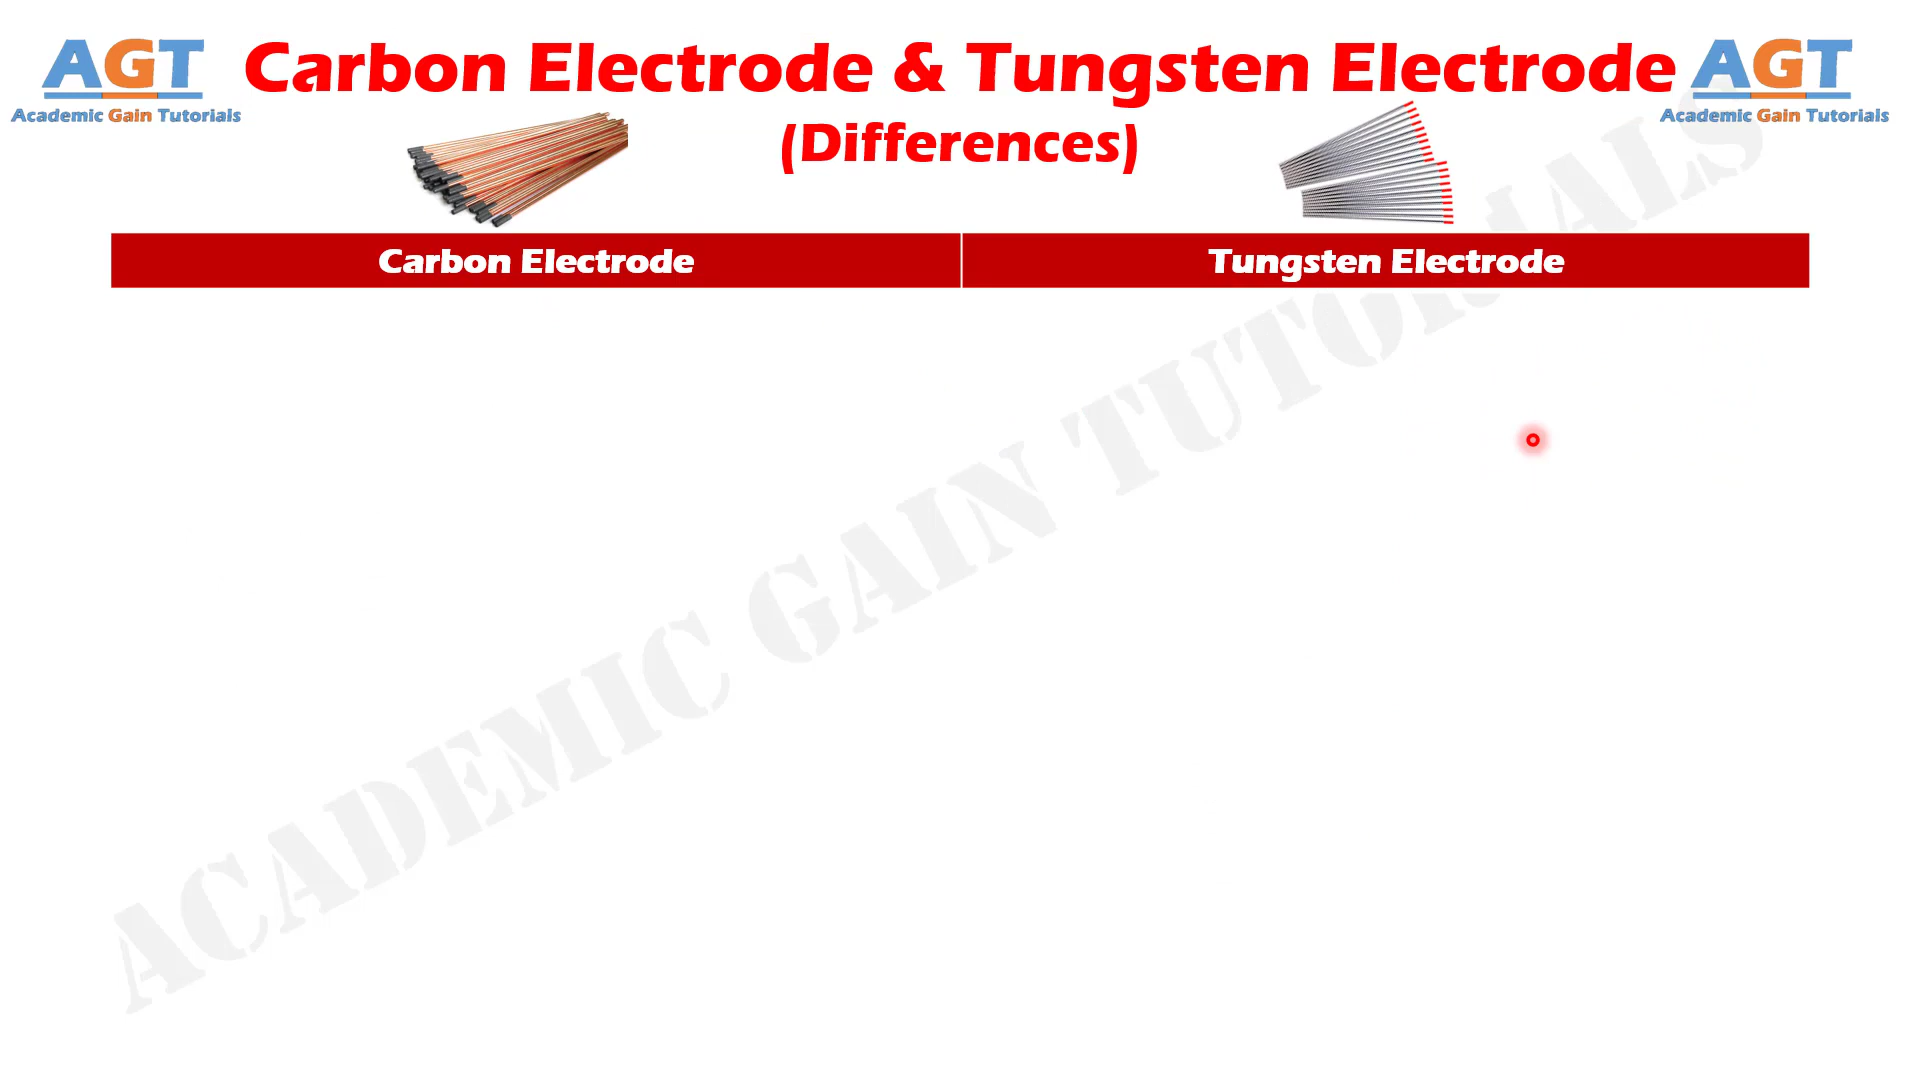 AGT
Academic Gain Tutorials
Carbon Electrode & Tungsten Electrode
(Differences)
AGT
Academic Gain Tutorials
Carbon Electrode
Tungsten Electrode
ACADEMIC GAIN TUTORIALS